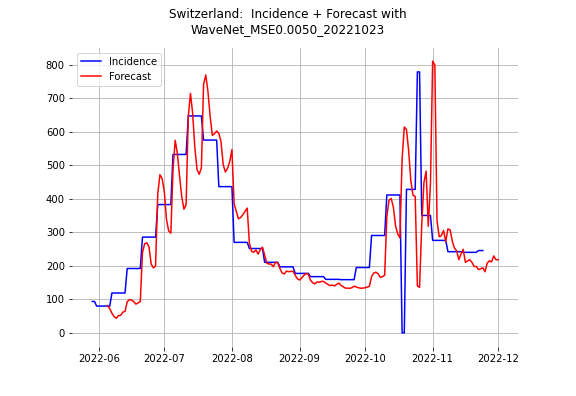 Switzerland:  Incidence + Forecast with
WaveNet_MSE0.0050_20221023
Incidence
Forecast
800
700
600
500
400
300
200
100
0
2022-06 2022-07 2022-08 2022-09 2022-10 2022-11 2022-12